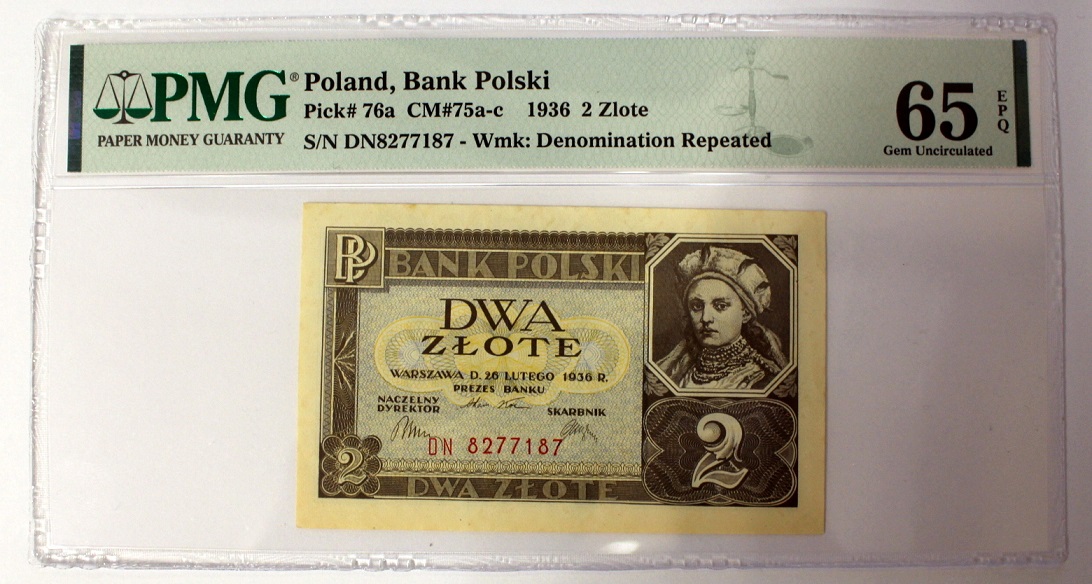 PMG®
PAPER MONEY GUARANTY
Poland, Bank Polski
Pick# 76a CM#75a-c 1936 2 Zlote
S/N DN8277187 - Wmk: Denomination Repeated
65
EPQ
Gem Uncirculated
BP
BANK POLSKI
DWA
ZŁOTE
WARSZAWA D. 26 LUTEGO 1936 R.
PREZES BANKU
NACZELNY
DYREKTOR
SKARBNIK
DN 8277187
2
2
DWA ZŁOTE